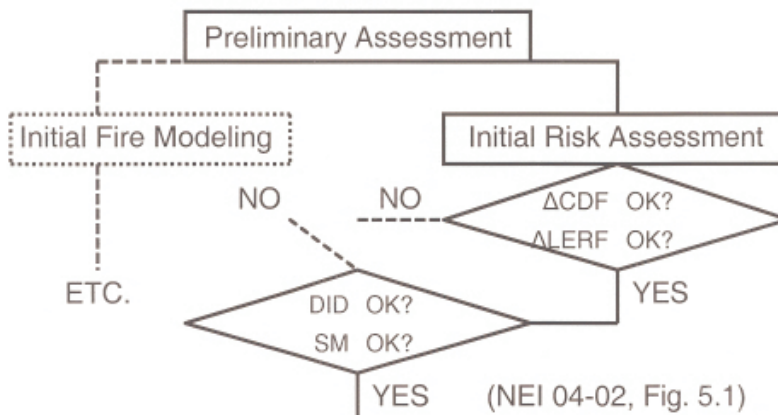 Preliminary Assessment
Initial Fire Modeling
Initial Risk Assessment
NO
NO
ΔCDF OK?
ΔLERF OK?
ETC.
YES
DID OK?
SM OK?
YES
(NEI 04-02, Fig. 5.1)